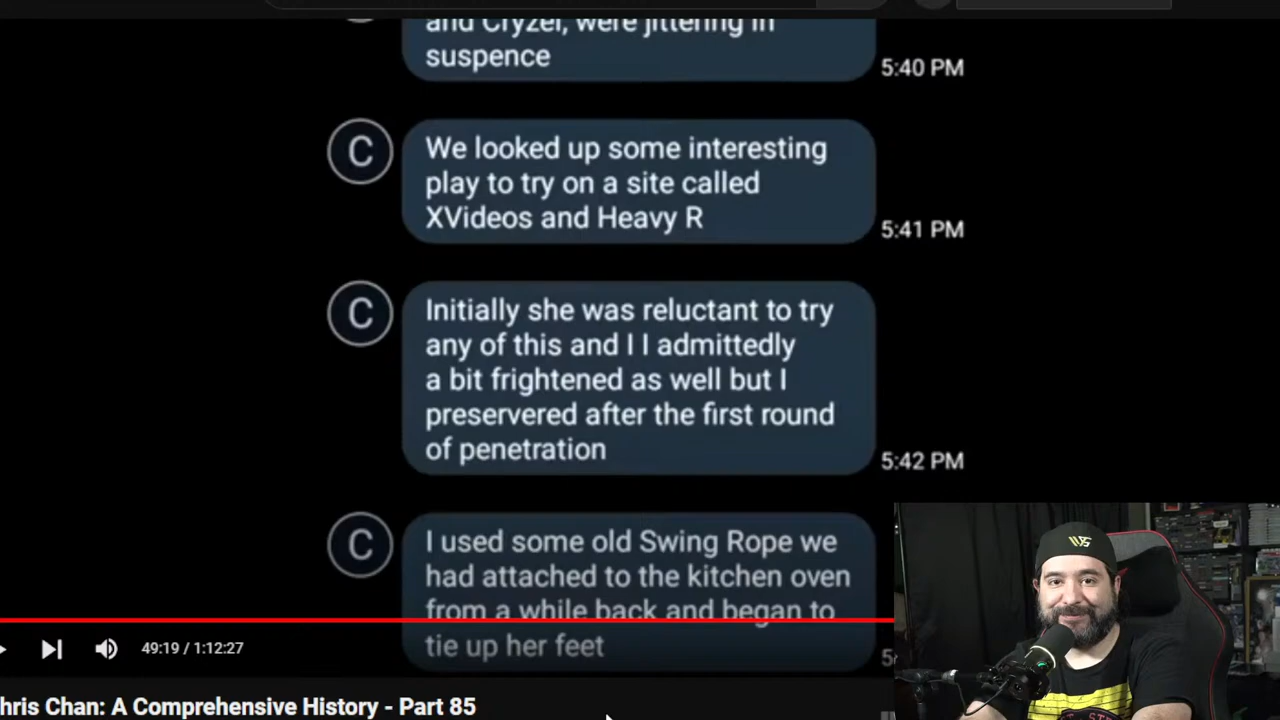 and Cryzel, were jittering in
suspence
5:40 PM
C
We looked up some interesting
play to try on a site called
XVideos and Heavy R
5:41 PM
C
Initially she was reluctant to try
any of this and I I admittedly
a bit frightened as well but I
preservered after the first round
of penetration
5:42 PM
C
I used some old Swing Rope we
had attached to the kitchen oven
from a while back and began to
tie up her feet
49:19 / 1:12:27
hris Chan: A Comprehensive History - Part 85